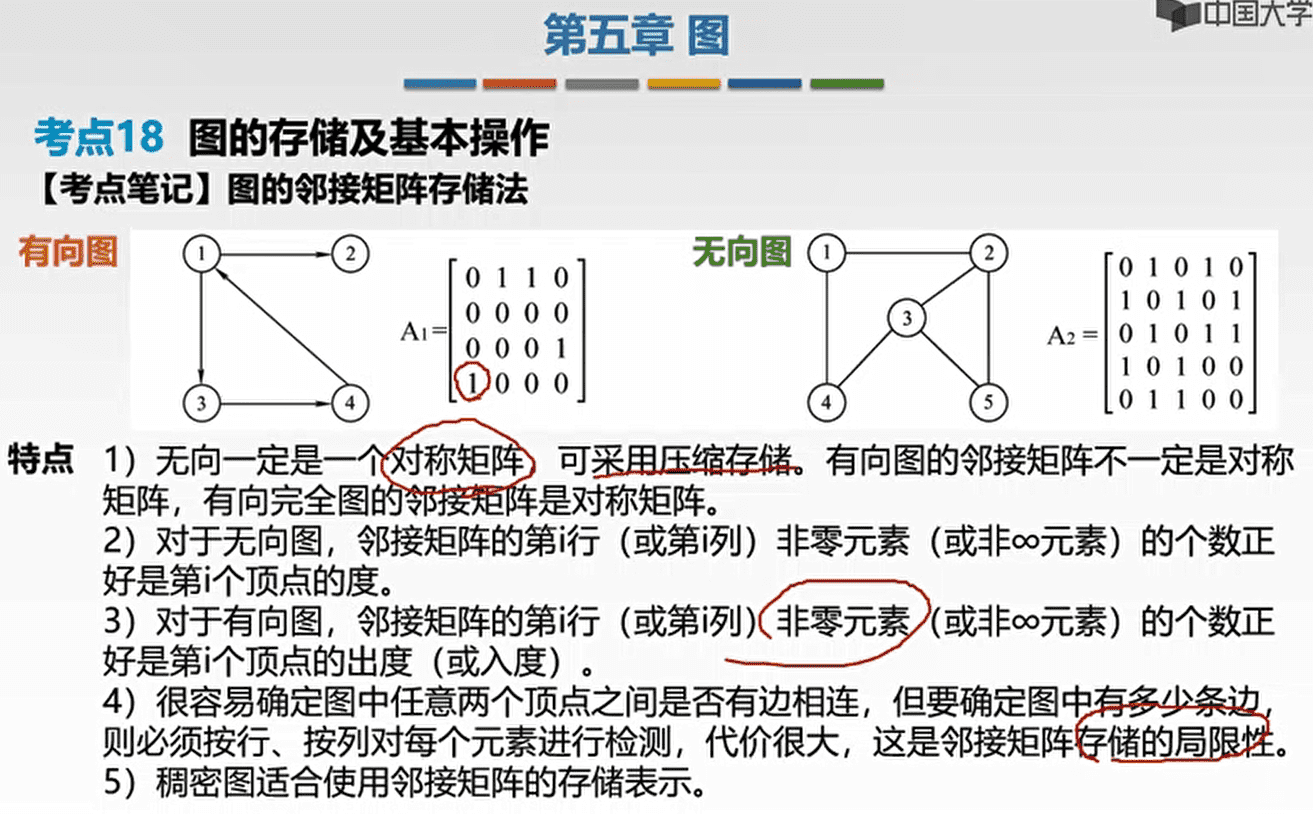 中国大学
第五章 图
考点18 图的存储及基本操作
【考点笔记】图的邻接矩阵存储法
有向图
1 2
3 4
A1=
0 1 1 0
0 0 0 0
0 0 0 1
1 0 0 0
无向图
1 2
3
4 5
A2 =
0 1 0 1 0
1 0 1 0 1
0 1 0 1 1
1 0 1 0 0
0 1 1 0 0
特点 1）无向一定是一个对称矩阵 可采用压缩存储。有向图的邻接矩阵不一定是对称
矩阵，有向完全图的邻接矩阵是对称矩阵。
2）对于无向图，邻接矩阵的第i行（或第i列）非零元素（或非∞元素）的个数正
好是第i个顶点的度。
3）对于有向图，邻接矩阵的第i行（或第i列）非零元素（或非∞元素）的个数正
好是第i个顶点的出度（或入度）。
4）很容易确定图中任意两个顶点之间是否有边相连，但要确定图中有多少条边，
则必须按行、按列对每个元素进行检测，代价很大，这是邻接矩阵存储的局限性。
5）稠密图适合使用邻接矩阵的存储表示。